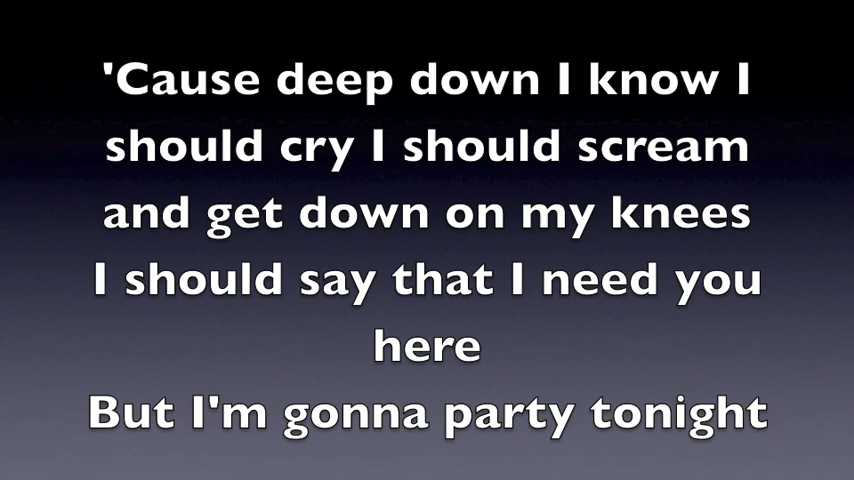 'Cause deep down I know I
should cry I should scream
and get down on my knees
I should say that I need you
here
But I'm gonna party tonight